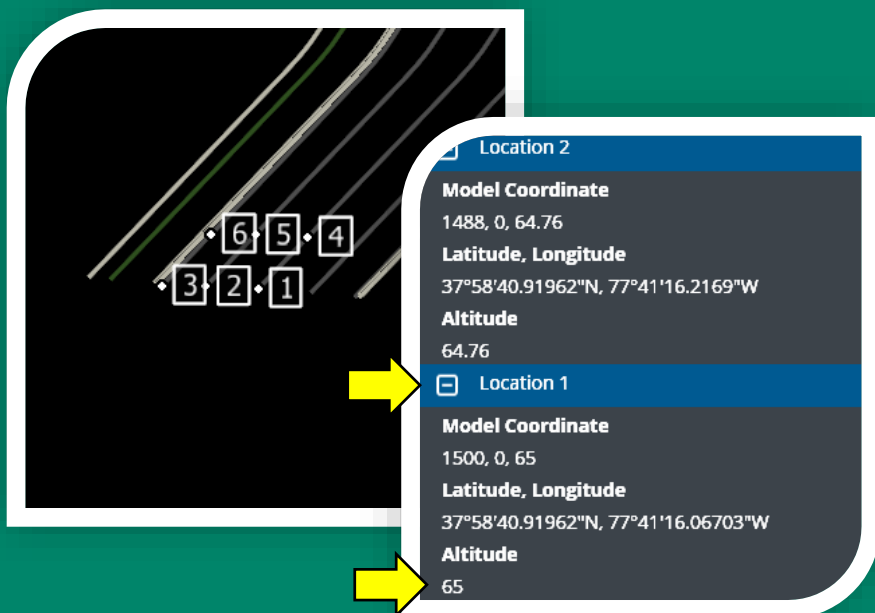 6 5 4
3 2 1
Location 2
Model Coordinate
1488, 0, 64.76
Latitude, Longitude
37°58'40.91962"N, 77°41'16.2169"W
Altitude
64.76
Location 1
Model Coordinate
1500, 0, 65
Latitude, Longitude
37°58'40.91962"N, 77°41'16.06703"W
Altitude
65